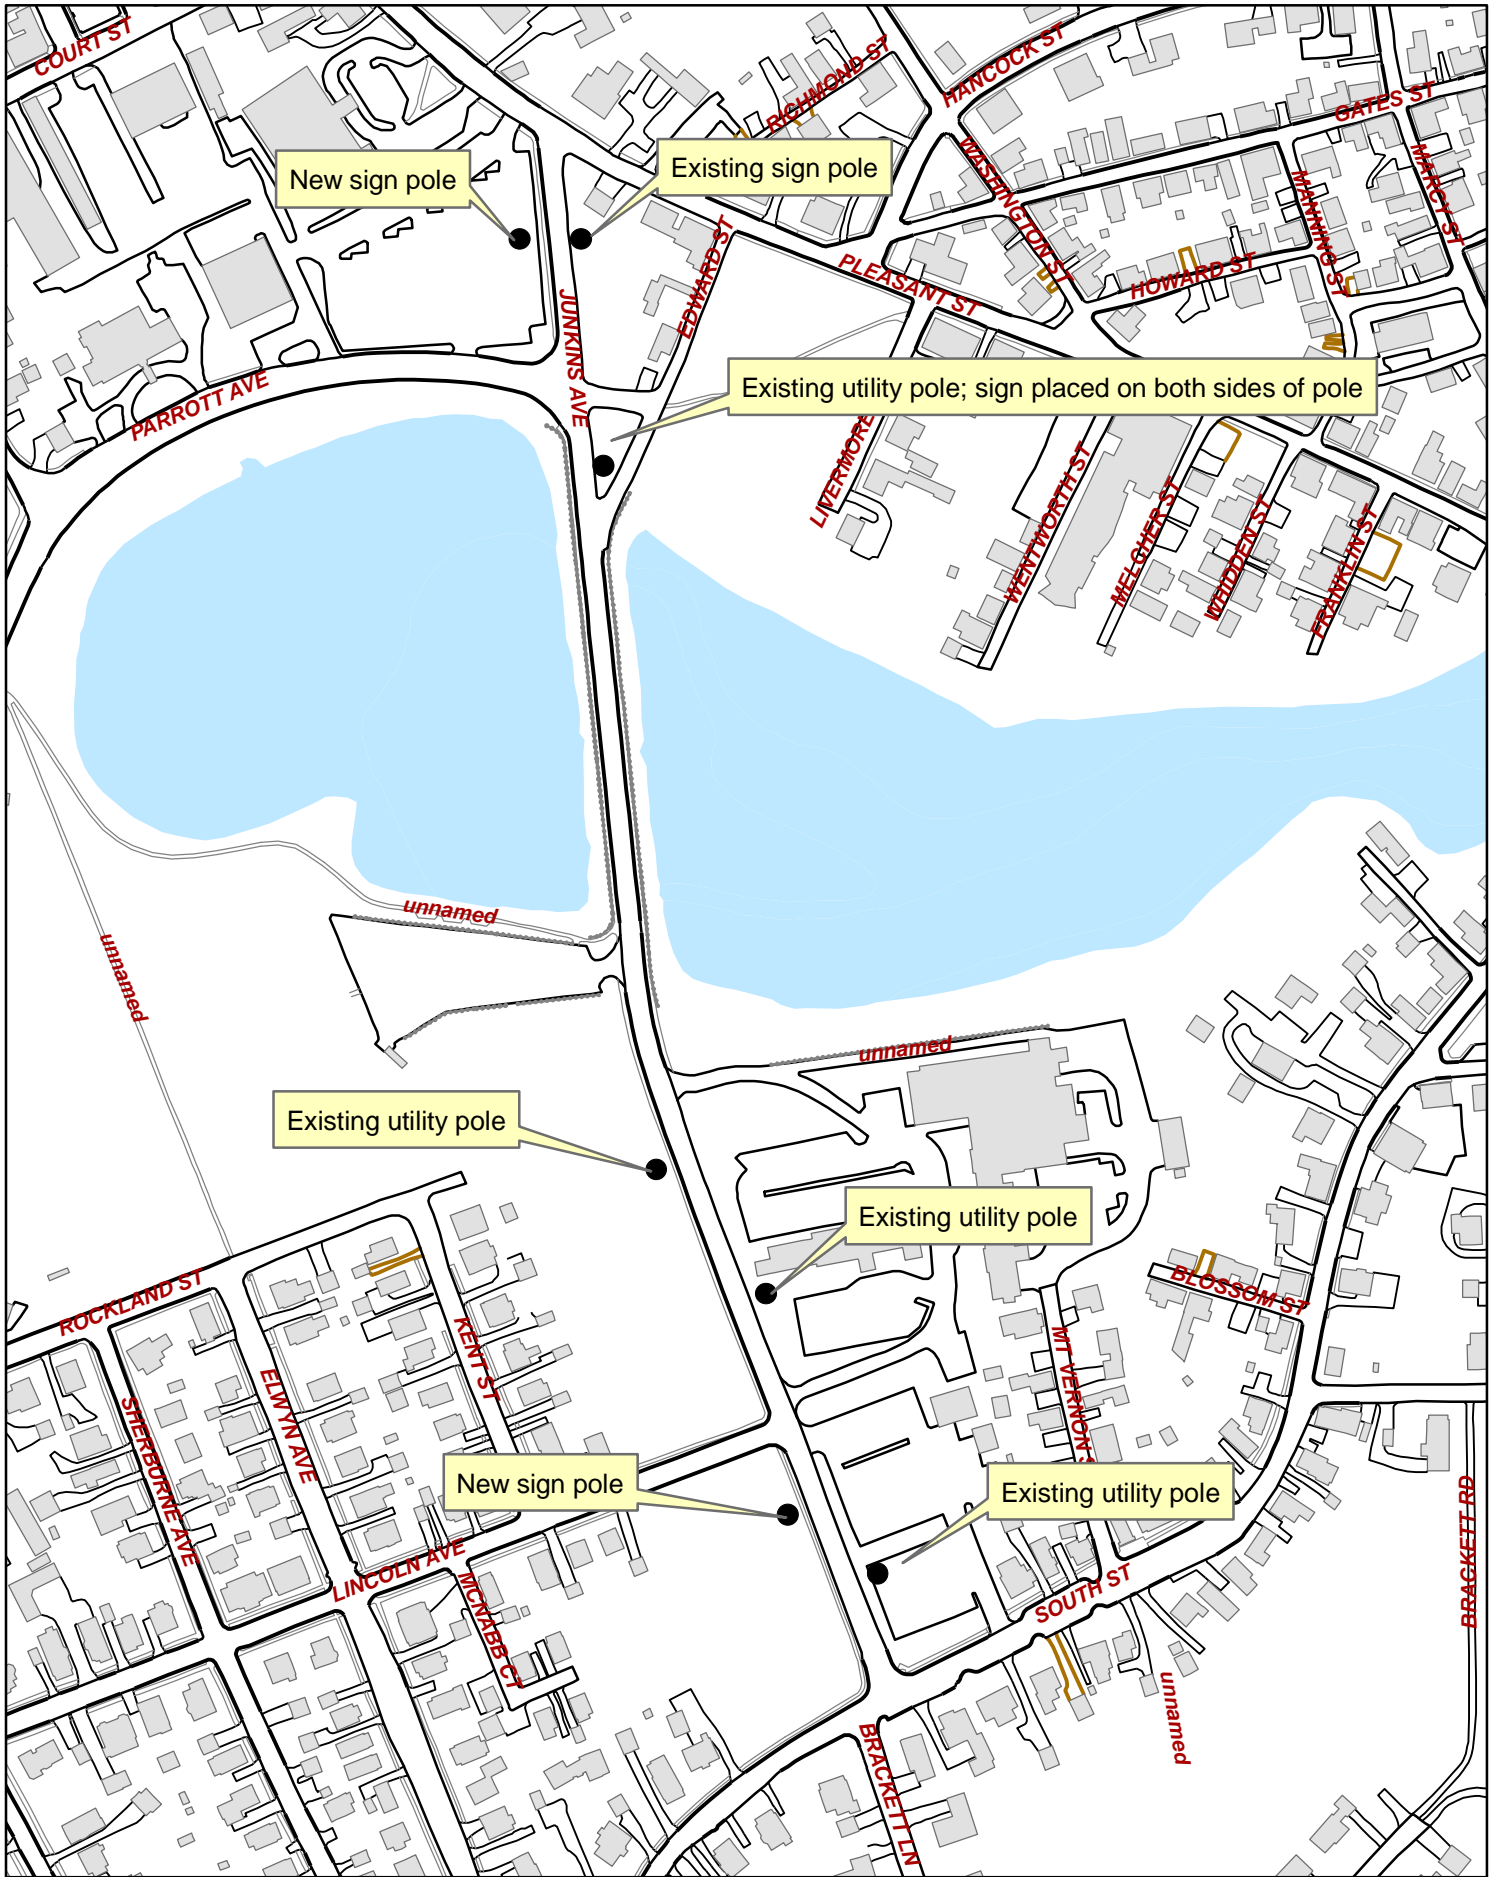 COURT ST
RICHMOND ST
HANCOCK ST
GATES ST
New sign pole
Existing sign pole
WASHINGTON ST
MANNING ST
MARCY ST
EDWARD ST
PLEASANT ST
HOWARD ST
JUNKINS AVE
PARROTT AVE
Existing utility pole; sign placed on both sides of pole
LIVERMORE
WENTWORTH ST
MELCHER ST
WHIDDEN ST
FRANKLIN ST
unnamed
unnamed
unnamed
Existing utility pole
Existing utility pole
ROCKLAND ST
BLOSSOM ST
KENT ST
MT VERNON S
ELWYN AVE
SHERBURNE AVE
New sign pole
Existing utility pole
BRACKETT RD
LINCOLN AVE
MCNABB CT
SOUTH ST
unnamed
BRACKETT LN